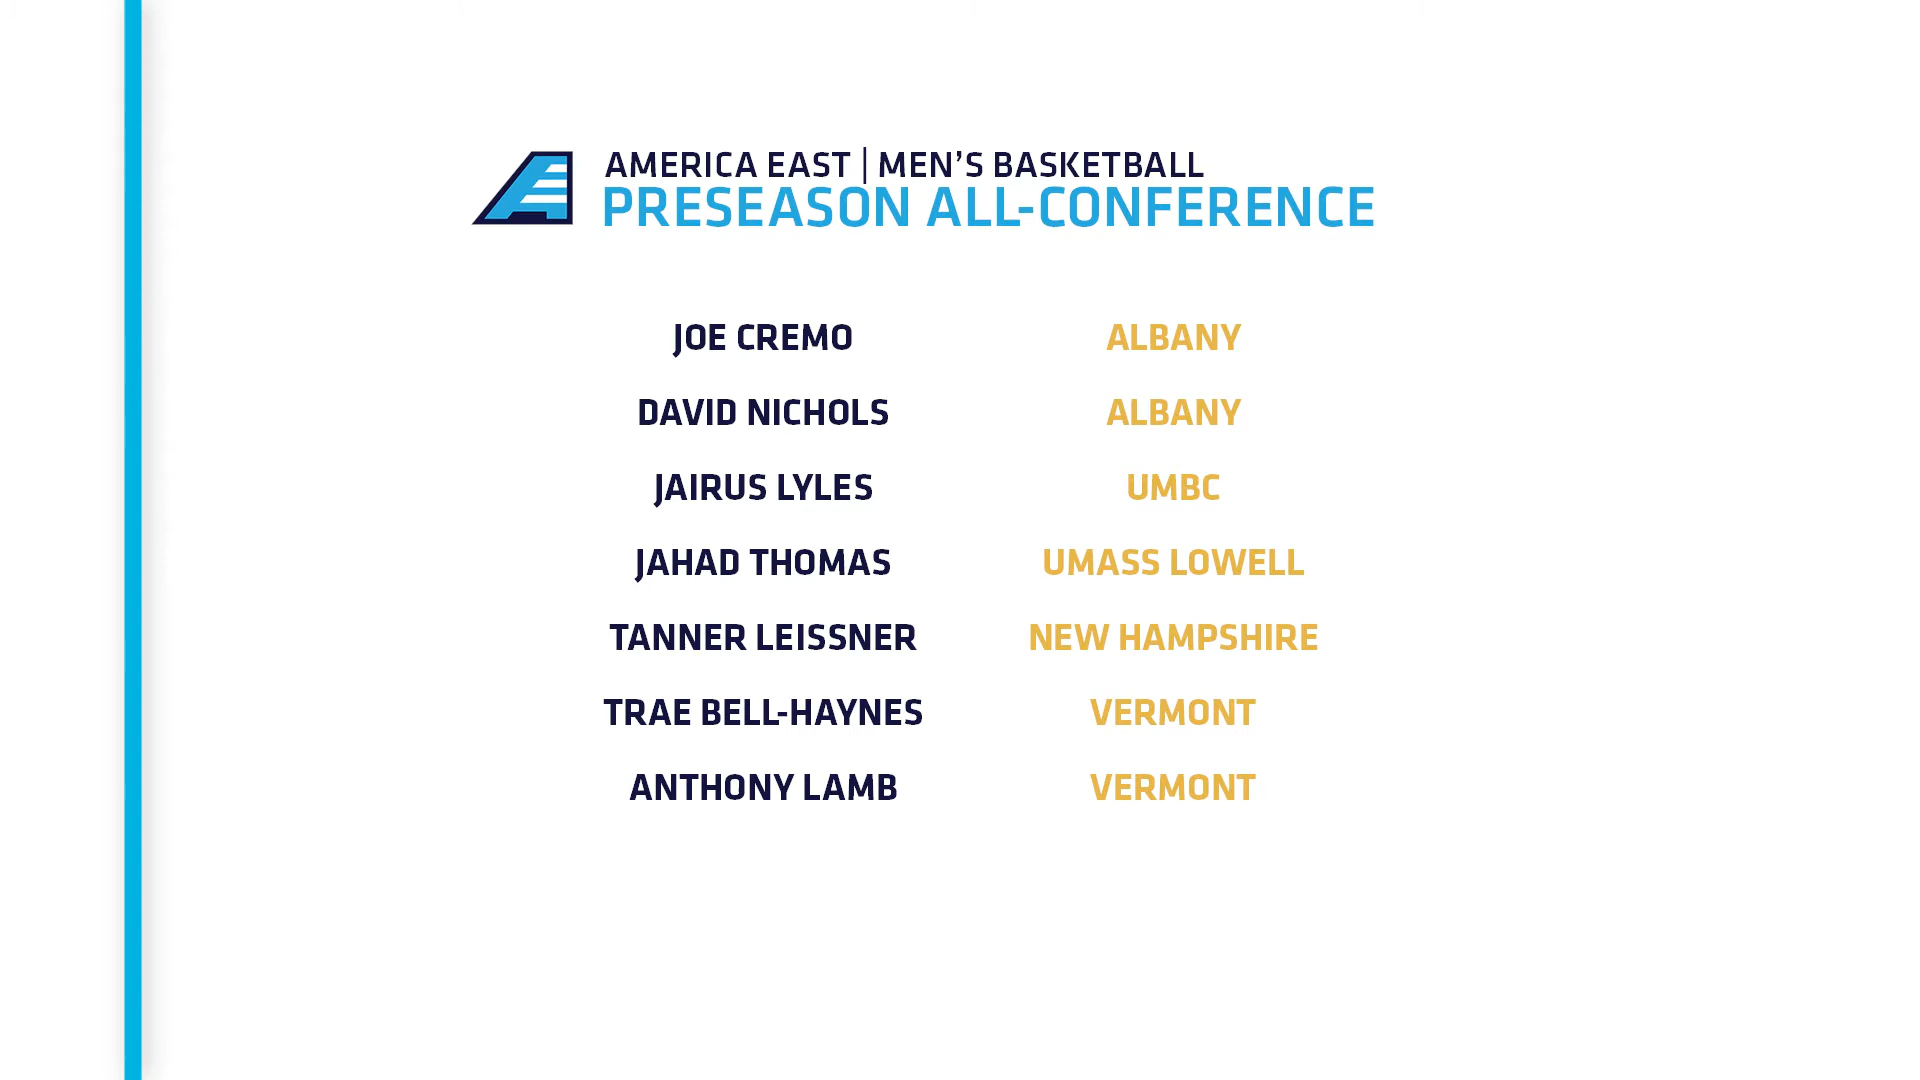 AMERICA EAST | MEN'S BASKETBALL
PRESEASON ALL-CONFERENCE
JOE CREMO ALBANY
DAVID NICHOLS ALBANY
JAIRUS LYLES UMBC
JAHAD THOMAS UMASS LOWELL
TANNER LEISSNER NEW HAMPSHIRE
TRAE BELL-HAYNES VERMONT
ANTHONY LAMB VERMONT